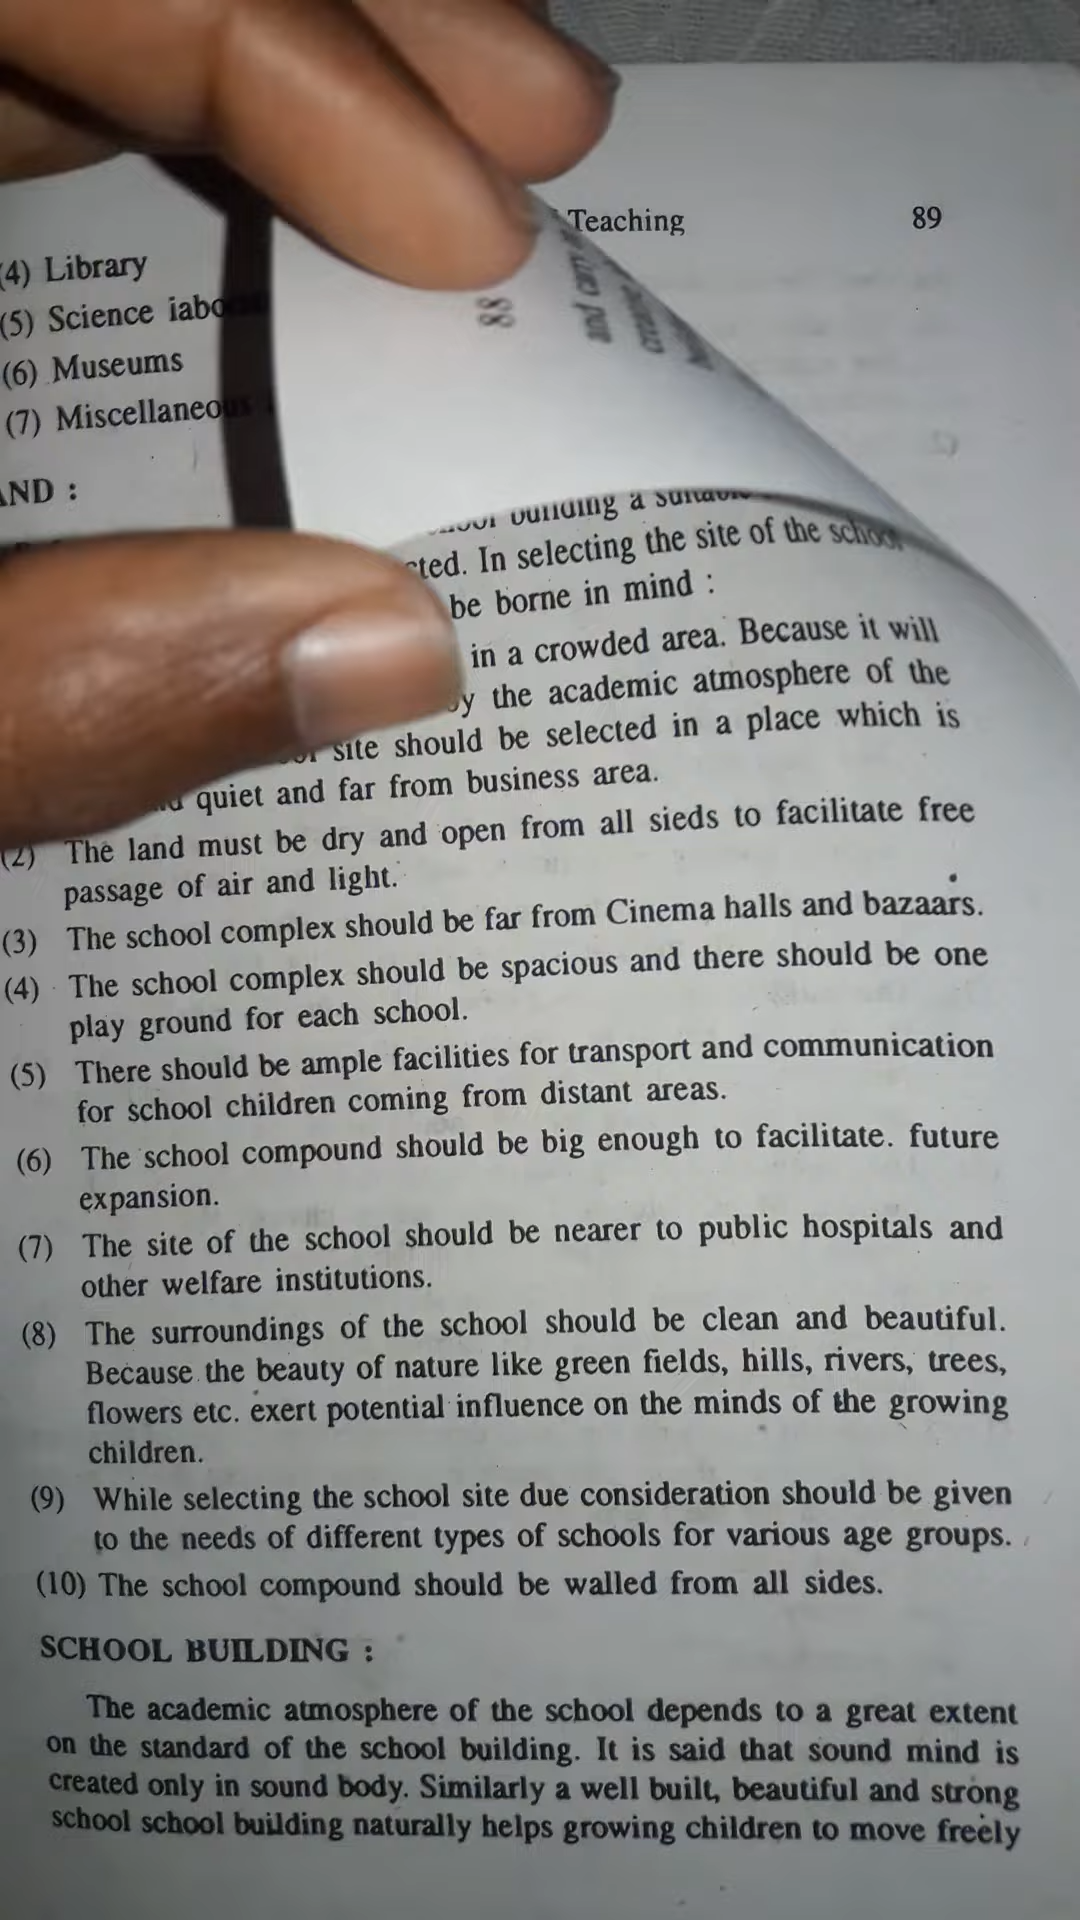 Teaching 89
(4) Library
(5) Science iabo
(6) Museums
(7) Miscellaneous
88
and carry
AND :
building a
cted. In selecting the site of the school
be borne in mind :
in a crowded area. Because it will
the academic atmosphere of the
site should be selected in a place which is
quiet and far from business area.
(2) The land must be dry and open from all sieds to facilitate free
passage of air and light.
(3) The school complex should be far from Cinema halls and bazaars.
(4) The school complex should be spacious and there should be one
play ground for each school.
(5) There should be ample facilities for transport and communication
for school children coming from distant areas.
(6) The school compound should be big enough to facilitate. future
expansion.
(7) The site of the school should be nearer to public hospitals and
other welfare institutions.
(8) The surroundings of the school should be clean and beautiful.
Because the beauty of nature like green fields, hills, rivers, trees,
flowers etc. exert potential influence on the minds of the growing
children.
(9) While selecting the school site due consideration should be given
to the needs of different types of schools for various age groups.
(10) The school compound should be walled from all sides.
SCHOOL BUILDING :
The academic atmosphere of the school depends to a great extent
on the standard of the school building. It is said that sound mind is
created only in sound body. Similarly a well built, beautiful and strong
school school building naturally helps growing children to move freely